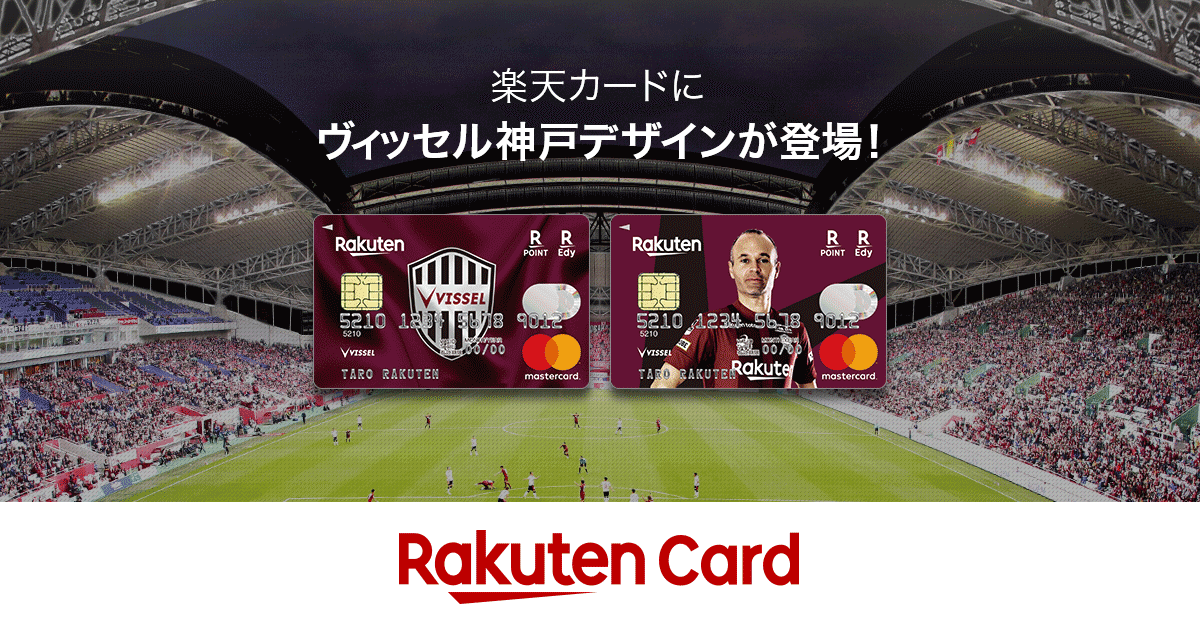 楽天カードに
ヴィッセル神戸デザインが登場!
Rakuten
R POINT
R Edy
VISSEL
5210 1234 5678 9012
5210
VISSEL
00/00
TARO RAKUTEN
mastercard.
Rakuten
R POINT
R Edy
5210 1234 5678 9012
5210
VISSEL
00/00
TARO RAKUTEN
Rakuten
mastercard.
Rakuten Card